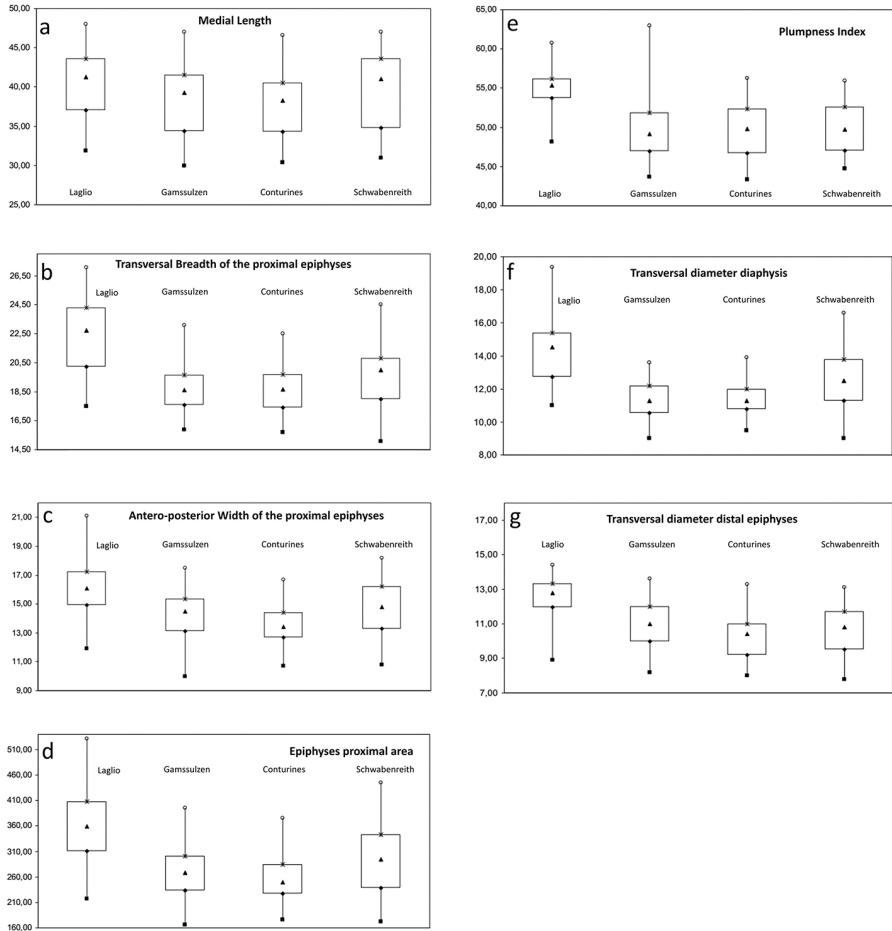 a
Medial Length
50,00
45,00
40,00
35,00
30,00
25,00
Laglio Gamssulzen Conturines Schwabenreith
e
Plumpness Index
65,00
60,00
55,00
50,00
45,00
40,00
Laglio Gamssulzen Conturines Schwabenreith
b
Transversal Breadth of the proximal epiphyses
26,50
24,50
22,50
20,50
18,50
16,50
14,50
Laglio Gamssulzen Conturines Schwabenreith
f
Transversal diameter diaphysis
20,00
18,00
16,00
14,00
12,00
10,00
8,00
Laglio Gamssulzen Conturines Schwabenreith
c
Antero-posterior Width of the proximal epiphyses
21,00
19,00
17,00
15,00
13,00
11,00
9,00
Laglio Gamssulzen Conturines Schwabenreith
g
Transversal diameter distal epiphyses
17,00
15,00
13,00
11,00
9,00
7,00
Laglio Gamssulzen Conturines Schwabenreith
d
Epiphyses proximal area
510,00
460,00
410,00
360,00
310,00
260,00
210,00
160,00
Laglio Gamssulzen Conturines Schwabenreith